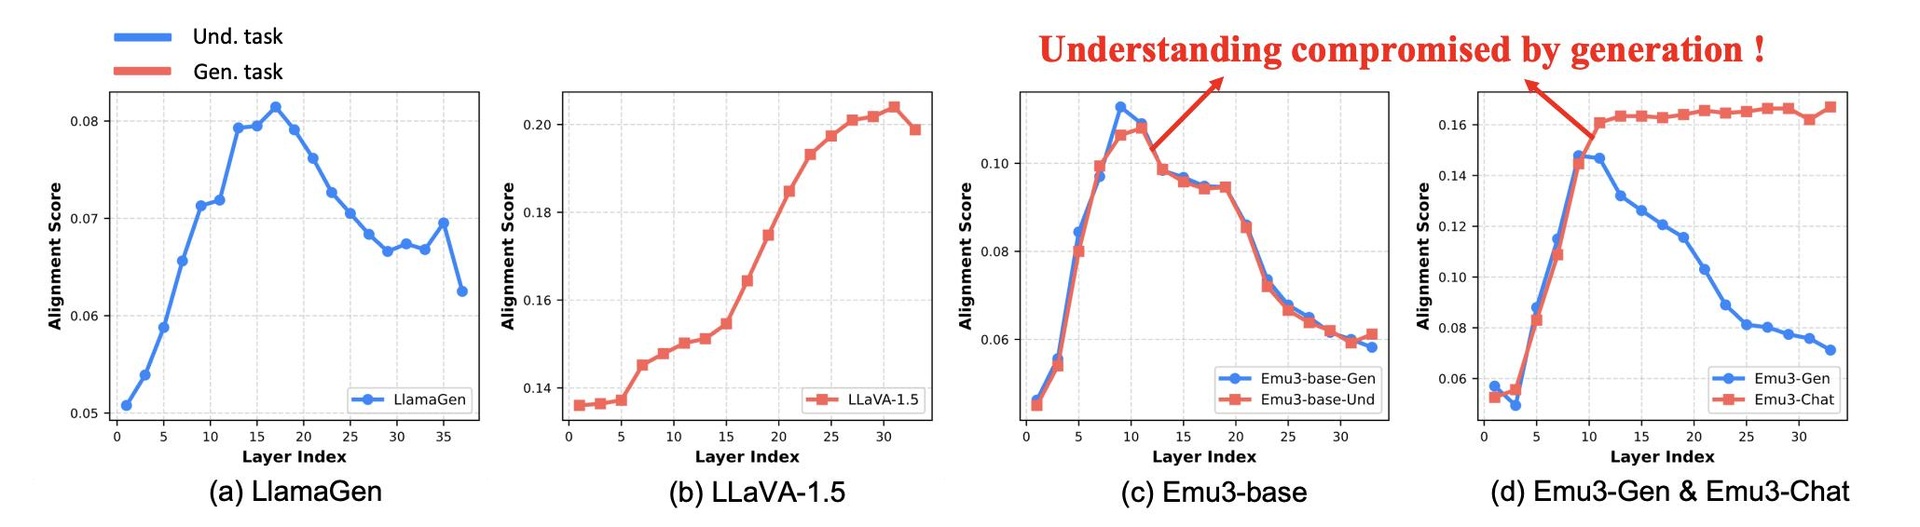 Und. task
Gen. task
Understanding compromised by generation !
Alignment Score
0.08
0.07
0.06
0.05
0 5 10 15 20 25 30 35
Layer Index
LlamaGen
(a) LlamaGen
Alignment Score
0.20
0.18
0.16
0.14
0 5 10 15 20 25 30
Layer Index
LLaVA-1.5
(b) LLaVA-1.5
Alignment Score
0.10
0.08
0.06
0 5 10 15 20 25 30
Layer Index
Emu3-base-Gen
Emu3-base-Und
(c) Emu3-base
Alignment Score
0.16
0.14
0.12
0.10
0.08
0.06
0 5 10 15 20 25 30
Layer Index
Emu3-Gen
Emu3-Chat
(d) Emu3-Gen & Emu3-Chat